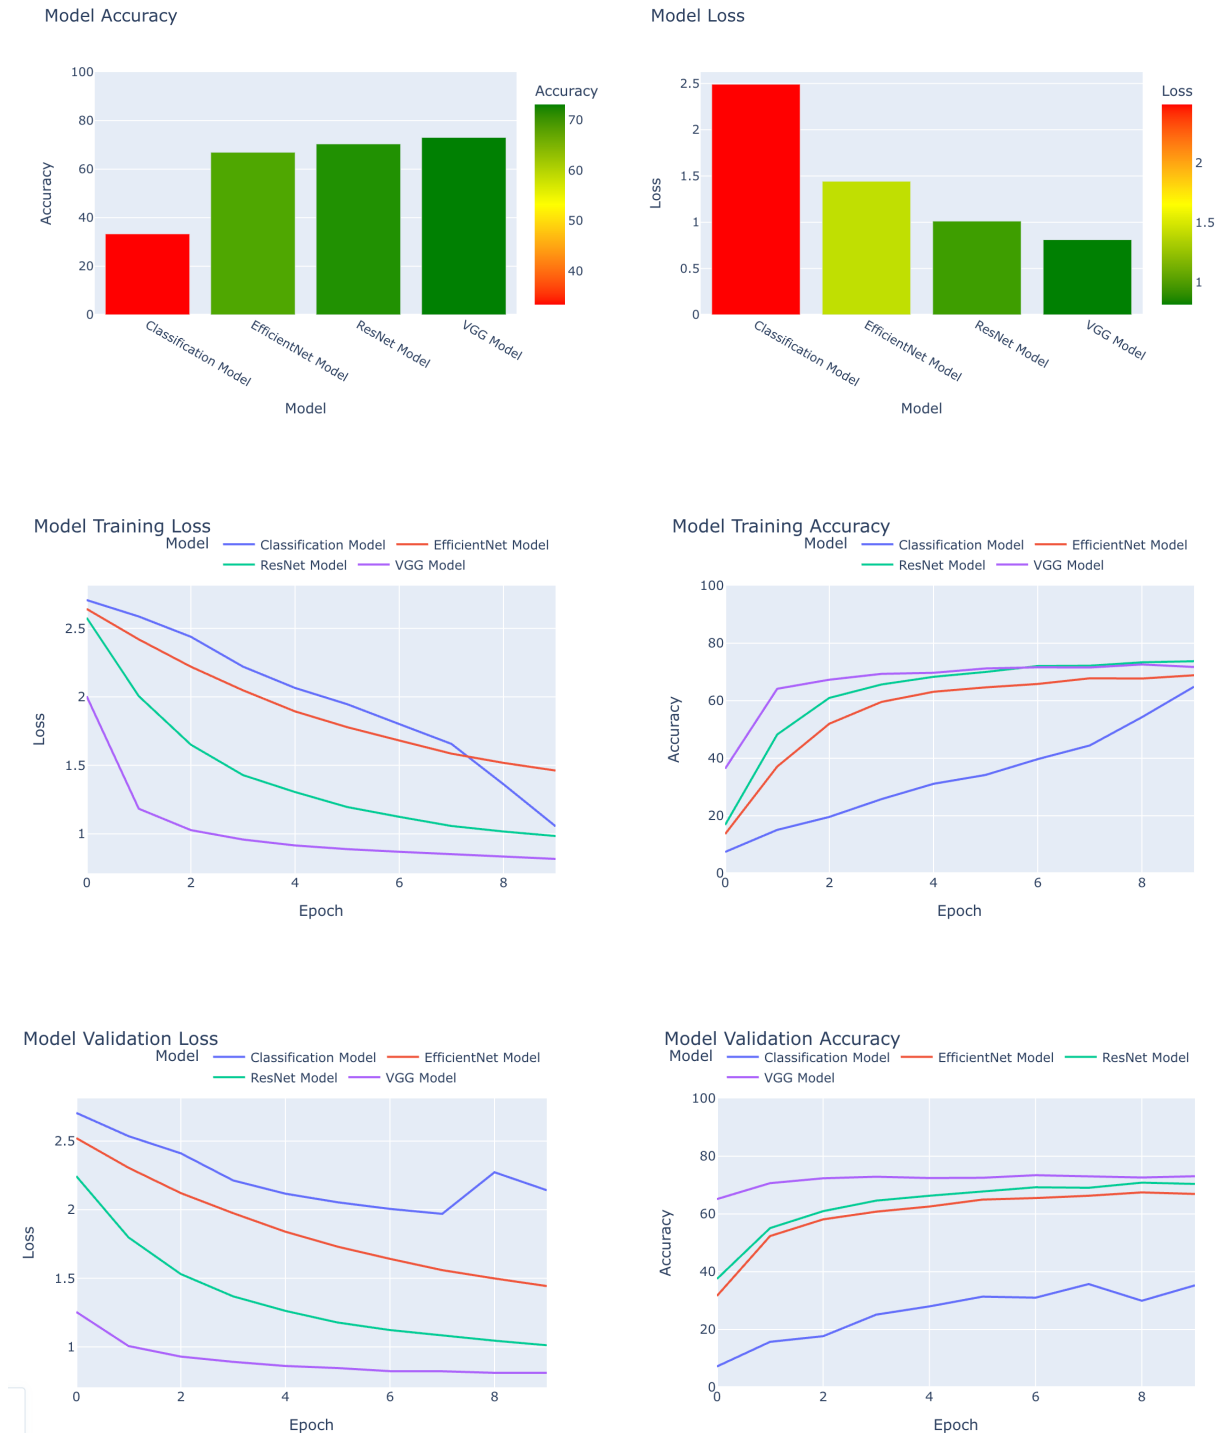 Model Accuracy
Accuracy
100
80
60
40
20
0
Classification Model
EfficientNet Model
ResNet Model
VGG Model
Model
Accuracy
70
60
50
40
Model Loss
Loss
2.5
2
1.5
1
0.5
0
Classification Model
EfficientNet Model
ResNet Model
VGG Model
Model
Loss
2
1.5
1
Model Training Loss
Model Classification Model EfficientNet Model
ResNet Model VGG Model
Loss
2.5
2
1.5
1
0 2 4 6 8
Epoch
Model Training Accuracy
Model Classification Model EfficientNet Model
ResNet Model VGG Model
Accuracy
100
80
60
40
20
0
0 2 4 6 8
Epoch
Model Validation Loss
Model Classification Model EfficientNet Model
ResNet Model VGG Model
Loss
2.5
2
1.5
1
0 2 4 6 8
Epoch
Model Validation Accuracy
Model Classification Model EfficientNet Model ResNet Model
VGG Model
Accuracy
100
80
60
40
20
0
0 2 4 6 8
Epoch